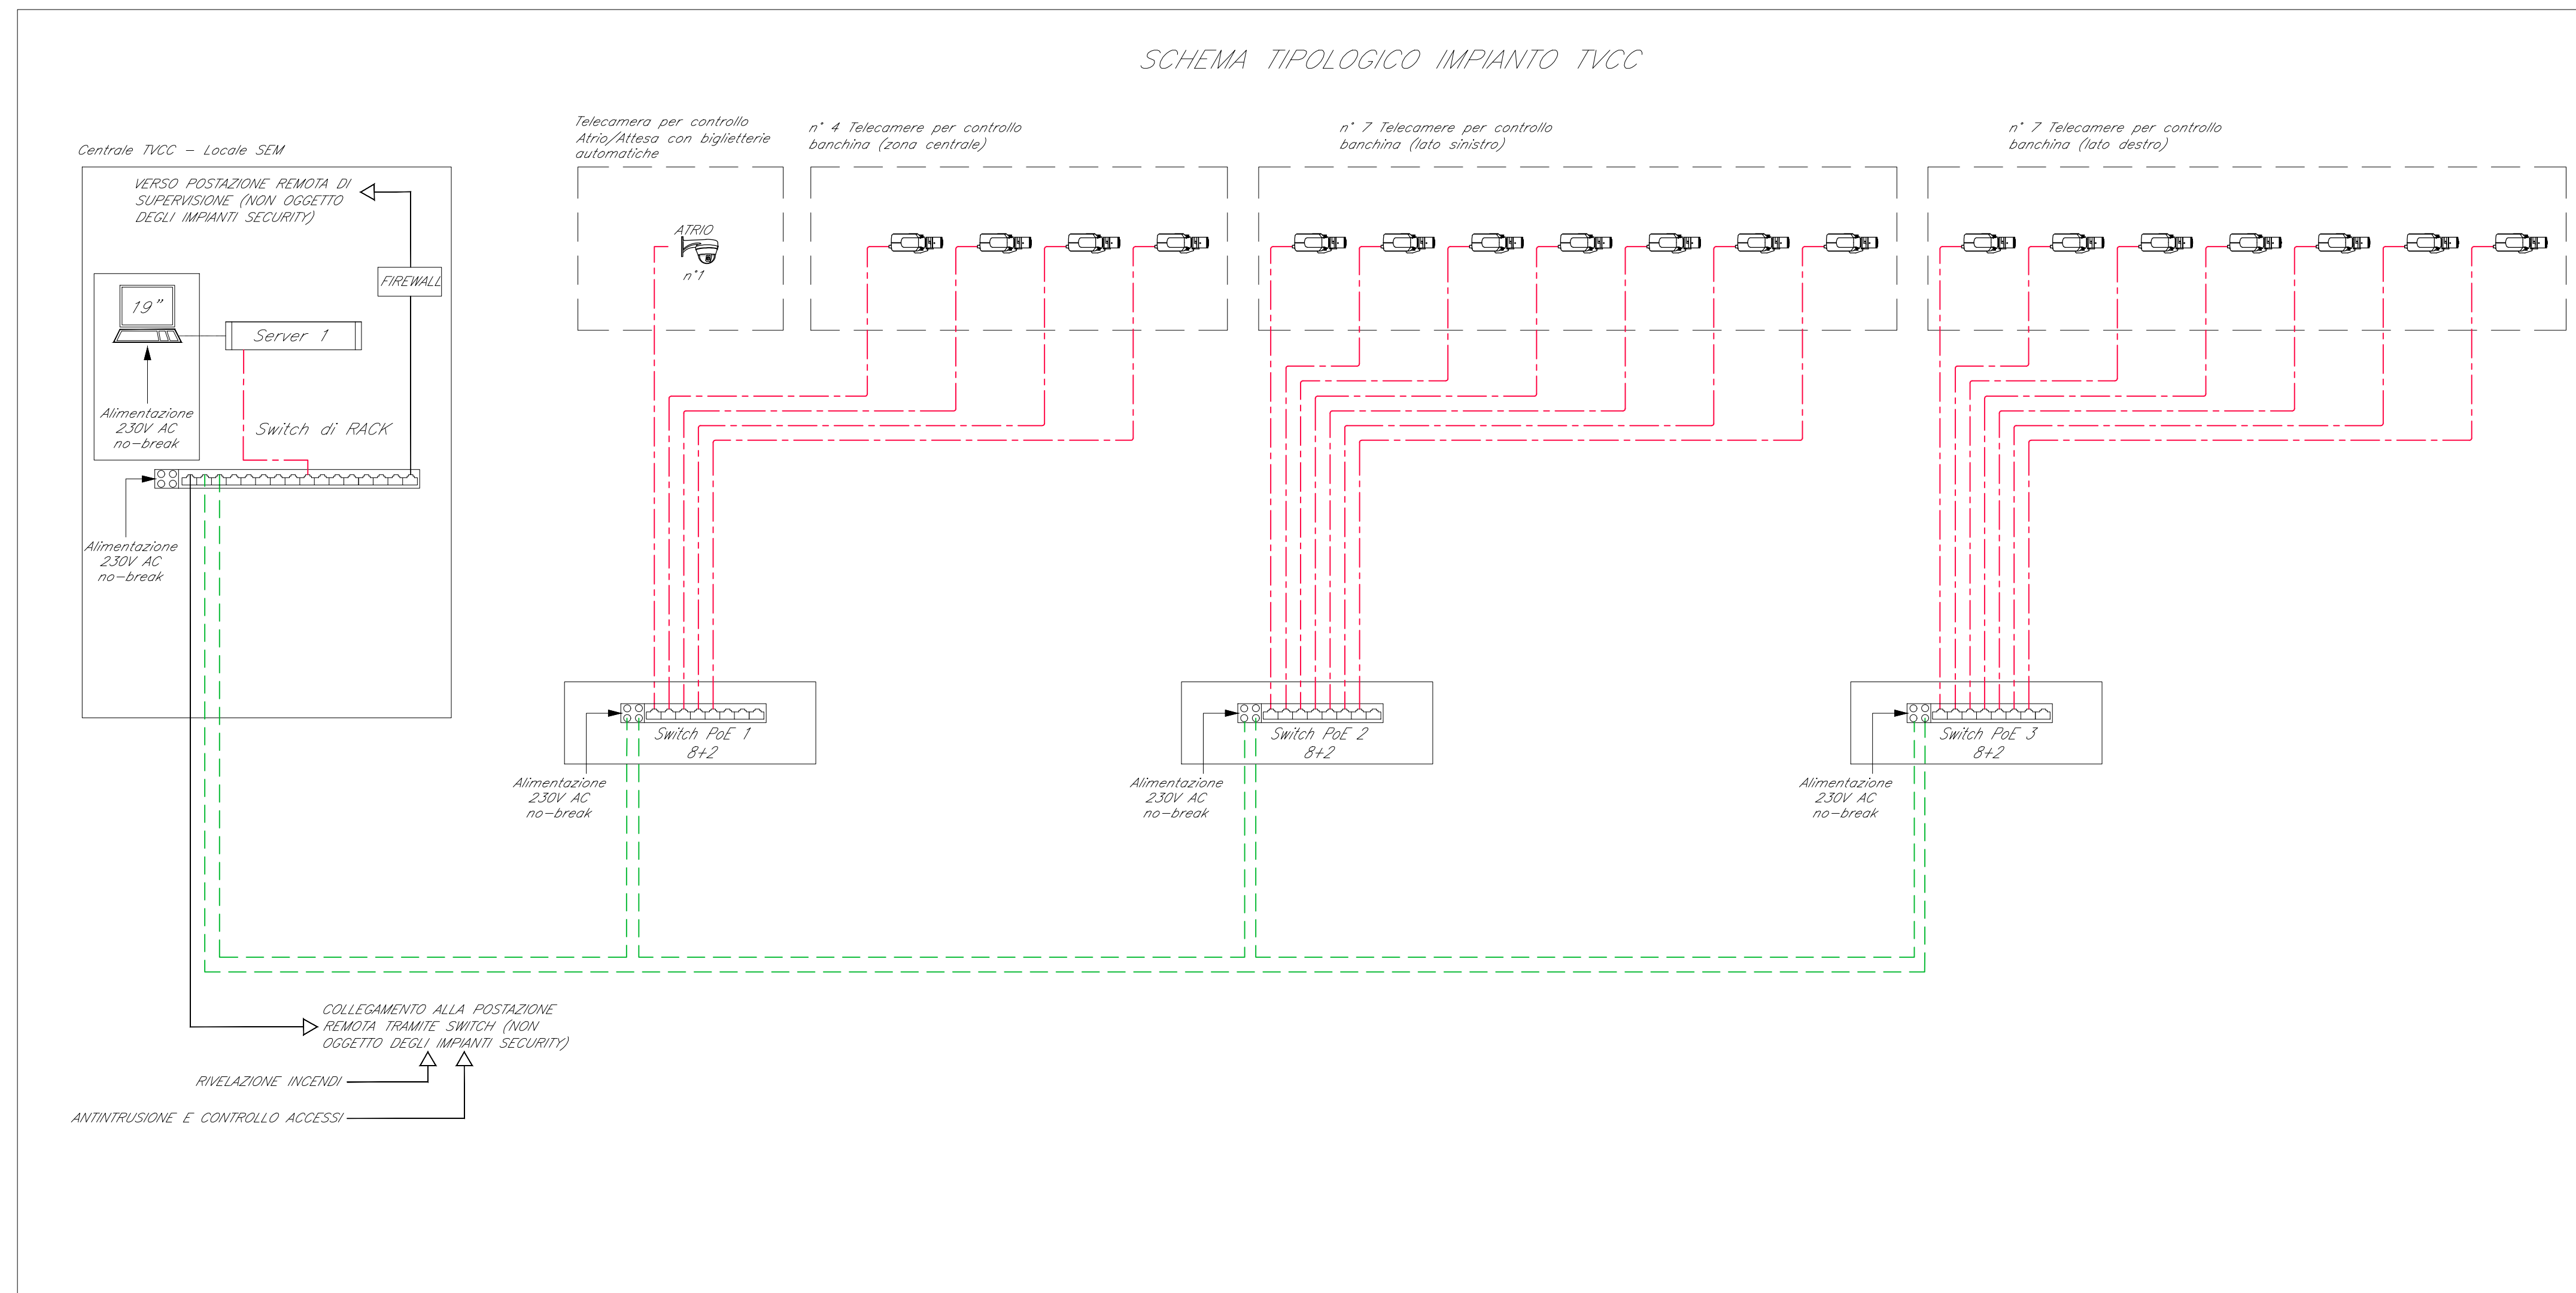 SCHEMA TIPOLOGICO IMPIANTO TVCC
Centrale TVCC – Locale SEM
VERSO POSTAZIONE REMOTA DI
SUPERVISIONE (NON OGGETTO
DEGLI IMPIANTI SECURITY)
FIREWALL
19"
Server 1
Alimentazione
230V AC
no-break
Switch di RACK
Alimentazione
230V AC
no-break
Telecamera per controllo
Atrio/Attesa con biglietterie
automatiche
ATRIO
n°1
n° 4 Telecamere per controllo
banchina (zona centrale)
n° 7 Telecamere per controllo
banchina (lato sinistro)
n° 7 Telecamere per controllo
banchina (lato destro)
Switch PoE 1
8+2
Alimentazione
230V AC
no-break
Switch PoE 2
8+2
Alimentazione
230V AC
no-break
Switch PoE 3
8+2
Alimentazione
230V AC
no-break
COLLEGAMENTO ALLA POSTAZIONE
REMOTA TRAMITE SWITCH (NON
OGGETTO DEGLI IMPIANTI SECURITY)
RIVELAZIONE INCENDI
ANTINTRUSIONE E CONTROLLO ACCESSI